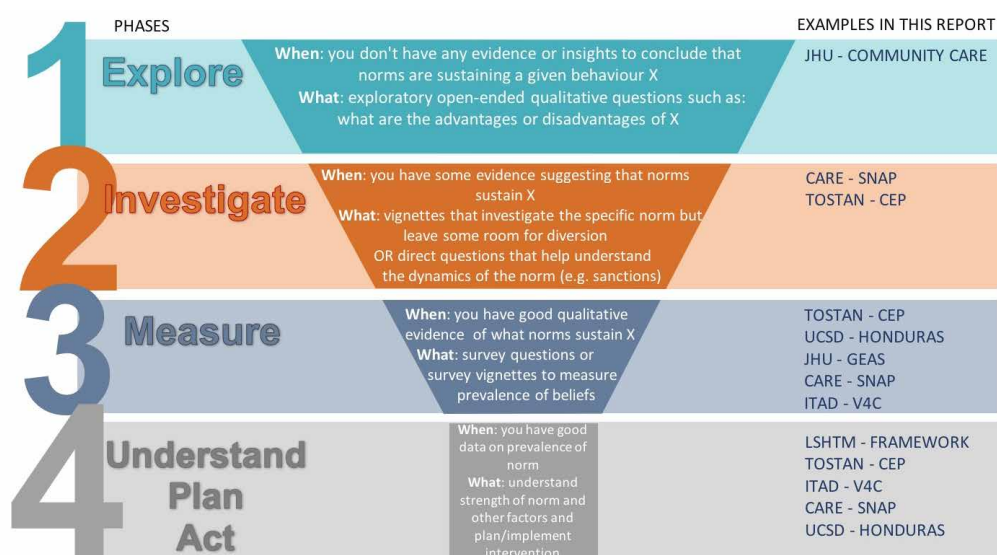 PHASES
EXAMPLES IN THIS REPORT
1
Explore
When: you don't have any evidence or insights to conclude that
norms are sustaining a given behaviour X
What: exploratory open-ended qualitative questions such as:
what are the advantages or disadvantages of X
JHU - COMMUNITY CARE
2
Investigate
When: you have some evidence suggesting that norms
sustain X
What: vignettes that investigate the specific norm but
leave some room for diversion
OR direct questions that help understand
the dynamics of the norm (e.g. sanctions)
CARE - SNAP
TOSTAN - CEP
3
Measure
When: you have good qualitative
evidence of what norms sustain X
What: survey questions or
survey vignettes to measure
prevalence of beliefs
TOSTAN - CEP
UCSD - HONDURAS
JHU - GEAS
CARE - SNAP
ITAD - V4C
4
Understand
Plan
Act
When: you have good
data on prevalence of
norm
What: understand
strength of norm and
other factors and
plan/implement
intervention
LSHTM - FRAMEWORK
TOSTAN - CEP
ITAD - V4C
CARE - SNAP
UCSD - HONDURAS